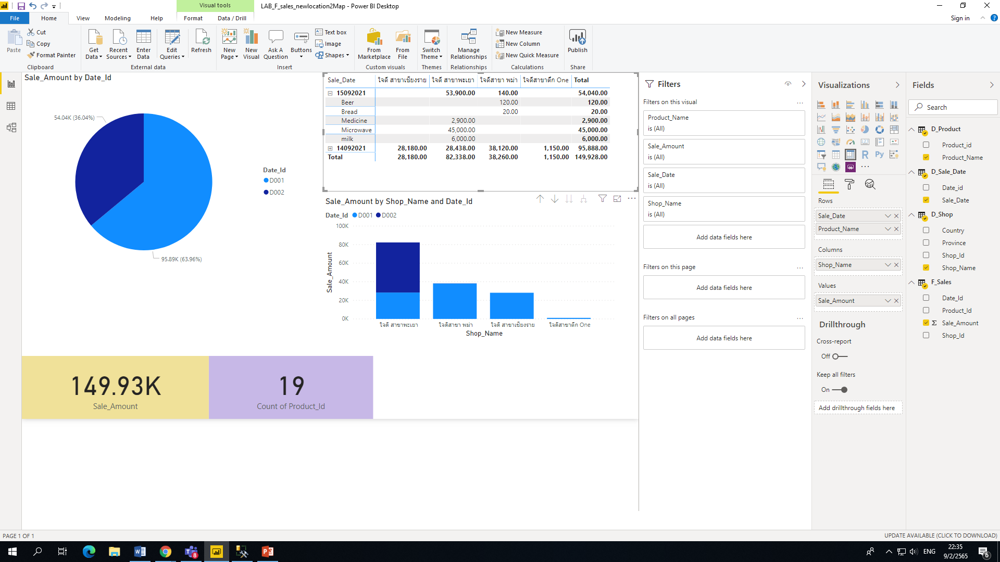 Visual tools
LAB_F_sales_newlocation2Map - Power BI Desktop
File Home View Modeling Help Format Data / Drill Sign in
Paste Cut Copy Format Painter
Get Data Recent Sources Enter Data Edit Queries Refresh
New Page New Visual Ask A Question Buttons Text box Image Shapes
From Marketplace From File Switch Theme Manage Relationships
New Measure New Column New Quick Measure Publish
Clipboard External data Insert Custom visuals Themes Relationships Calculations Share
Sale_Amount by Date_Id
54.04K (36.04%)
95.89K (63.96%)
Date_Id
D001
D002
Sale_Date ใจดี สาขาเชียงราย ใจดี สาขาพะเยา ใจดีสาขา พม่า ใจดีสาขาตึก One Total
15092021 53,900.00 140.00 54,040.00
Beer 120.00 120.00
Bread 20.00 20.00
Medicine 2,900.00 2,900.00
Microwave 45,000.00 45,000.00
milk 6,000.00 6,000.00
14092021 28,180.00 28,438.00 38,120.00 1,150.00 95,888.00
Total 28,180.00 82,338.00 38,260.00 1,150.00 149,928.00
Sale_Amount by Shop_Name and Date_Id
Date_Id D001 D002
100K
80K
60K
40K
20K
0K
Sale_Amount
ใจดี สาขาพะเยา ใจดีสาขา พม่า ใจดี สาขาเชียงราย ใจดีสาขาตึก One
Shop_Name
149.93K
Sale_Amount
19
Count of Product_Id
Filters
Filters on this visual ...
Product_Name
is (All)
Sale_Amount
is (All)
Sale_Date
is (All)
Shop_Name
is (All)
Add data fields here
Filters on this page ...
Add data fields here
Filters on all pages ...
Add data fields here
Visualizations
R Py
...
Rows
Sale_Date
Product_Name
Columns
Shop_Name
Values
Sale_Amount
Drillthrough
Cross-report
Off
Keep all filters
On
Add drillthrough fields here
Fields
Search
D_Product
Product_id
Product_Name
D_Sale_Date
Date_id
Sale_Date
D_Shop
Country
Province
Shop_Id
Shop_Name
F_Sales
Date_Id
Product_Id
Σ Sale_Amount
Shop_Id
PAGE 1 OF 1
UPDATE AVAILABLE (CLICK TO DOWNLOAD)
8
ENG
22:35
9/2/2565
6